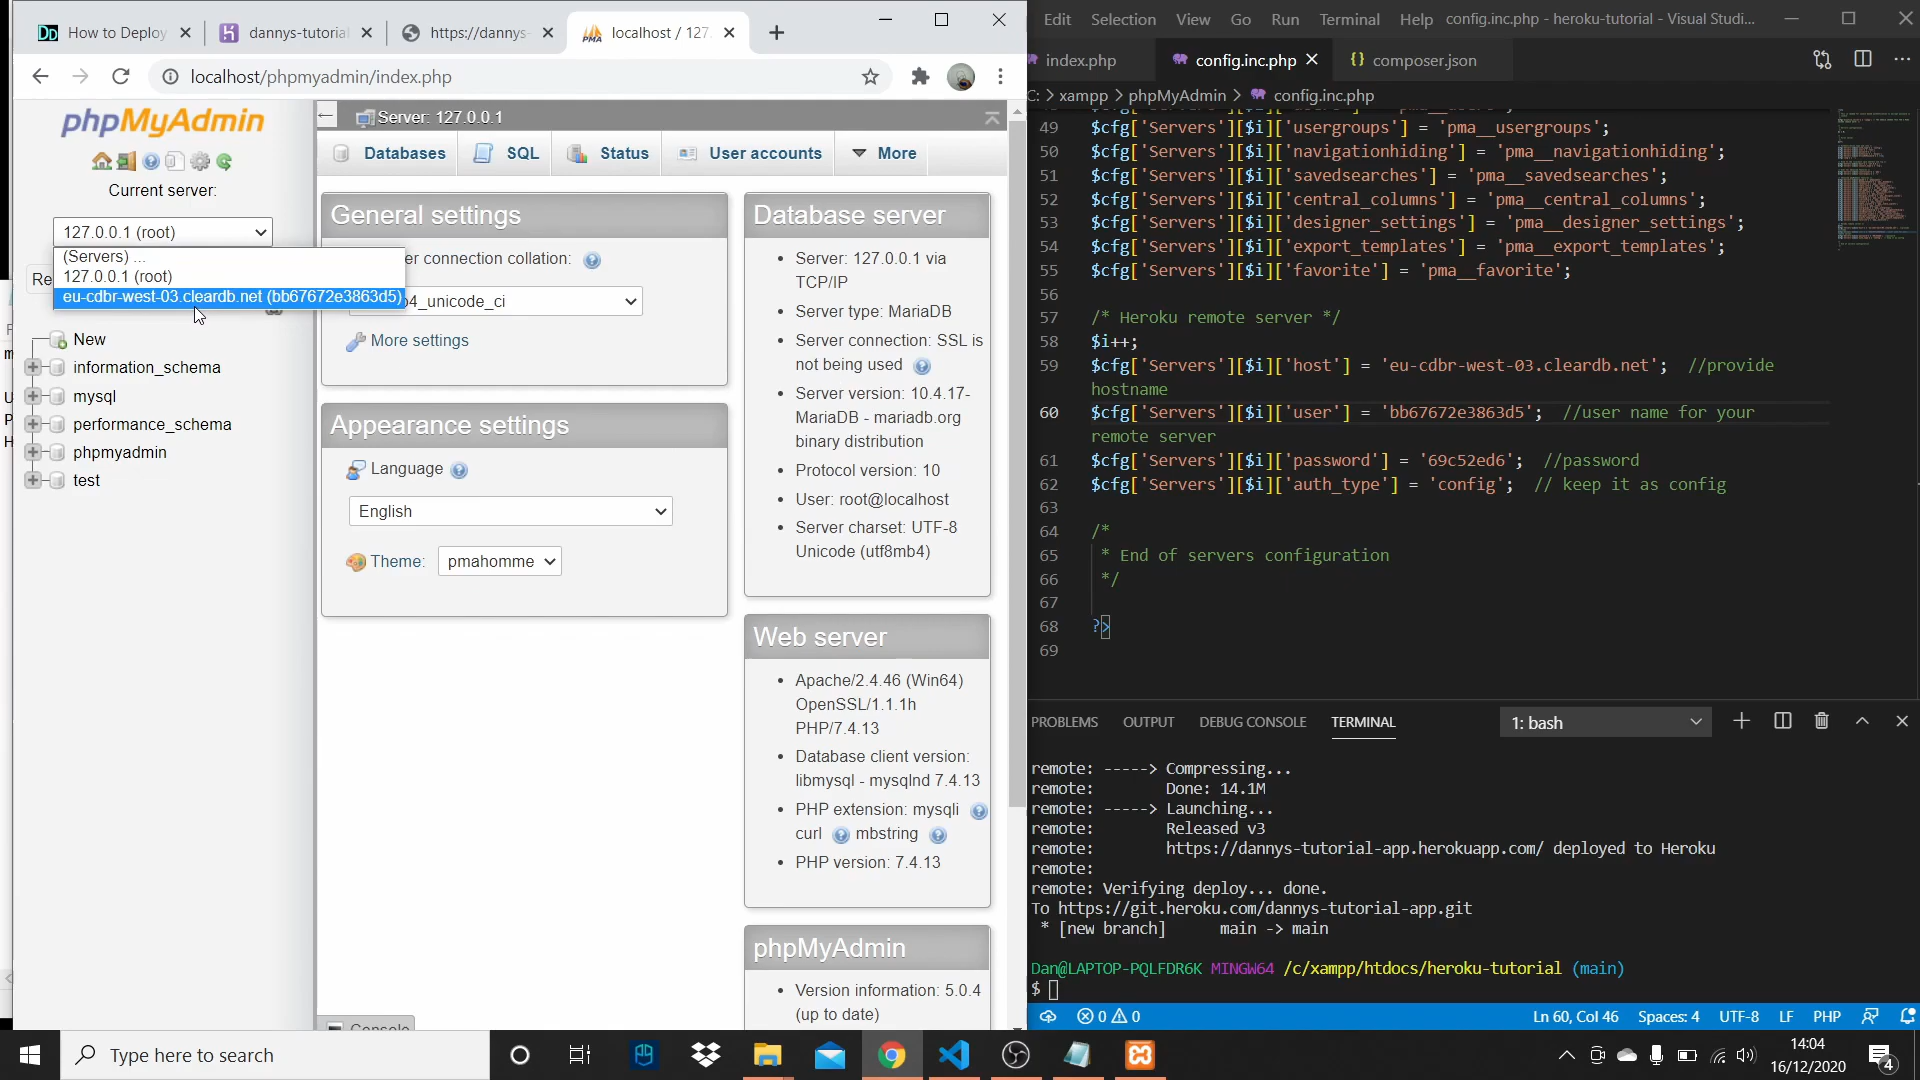 How to Deploy
dannys-tutorial
https://dannys-
localhost / 127.
localhost/phpmyadmin/index.php
phpMyAdmin
Current server:
127.0.0.1 (root)
(Servers) ...
127.0.0.1 (root)
eu-cdbr-west-03.cleardb.net (bb67672e3863d5)
Re
New
information_schema
mysql
performance_schema
phpmyadmin
test
Server: 127.0.0.1
Databases
SQL
Status
User accounts
More
General settings
er connection collation:
4_unicode_ci
More settings
Appearance settings
Language
English
Theme:
pmahomme
Console
Database server
Server: 127.0.0.1 via
TCP/IP
Server type: MariaDB
Server connection: SSL is
not being used
Server version: 10.4.17-
MariaDB - mariadb.org
binary distribution
Protocol version: 10
User: root@localhost
Server charset: UTF-8
Unicode (utf8mb4)
Web server
Apache/2.4.46 (Win64)
OpenSSL/1.1.1h
PHP/7.4.13
Database client version:
libmysql - mysqlnd 7.4.13
PHP extension: mysqli
curl mbstring
PHP version: 7.4.13
phpMyAdmin
Version information: 5.0.4
(up to date)
Edit Selection View Go Run Terminal Help config.inc.php - heroku-tutorial - Visual Studi...
index.php
config.inc.php
{} composer.json
C: > xampp > phpMyAdmin > config.inc.php
49 $cfg['Servers'][$i]['usergroups'] = 'pma__usergroups';
50 $cfg['Servers'][$i]['navigationhiding'] = 'pma__navigationhiding';
51 $cfg['Servers'][$i]['savedsearches'] = 'pma__savedsearches';
52 $cfg['Servers'][$i]['central_columns'] = 'pma__central_columns';
53 $cfg['Servers'][$i]['designer_settings'] = 'pma__designer_settings';
54 $cfg['Servers'][$i]['export_templates'] = 'pma__export_templates';
55 $cfg['Servers'][$i]['favorite'] = 'pma__favorite';
56
57 /* Heroku remote server */
58 $i++;
59 $cfg['Servers'][$i]['host'] = 'eu-cdbr-west-03.cleardb.net'; //provide
hostname
60 $cfg['Servers'][$i]['user'] = 'bb67672e3863d5'; //user name for your
remote server
61 $cfg['Servers'][$i]['password'] = '69c52ed6'; //password
62 $cfg['Servers'][$i]['auth_type'] = 'config'; // keep it as config
63
64 /*
65 * End of servers configuration
66 */
67
68 ?>
69
PROBLEMS OUTPUT DEBUG CONSOLE TERMINAL
1: bash
remote: -----> Compressing...
remote: Done: 14.1M
remote: -----> Launching...
remote: Released v3
remote: https://dannys-tutorial-app.herokuapp.com/ deployed to Heroku
remote:
remote: Verifying deploy... done.
To https://git.heroku.com/dannys-tutorial-app.git
* [new branch] main -> main
Dan@LAPTOP-PQLFDR6K MINGW64 /c/xampp/htdocs/heroku-tutorial (main)
$
0 0
Ln 60, Col 46 Spaces: 4 UTF-8 LF PHP
Type here to search
14:04
16/12/2020
4